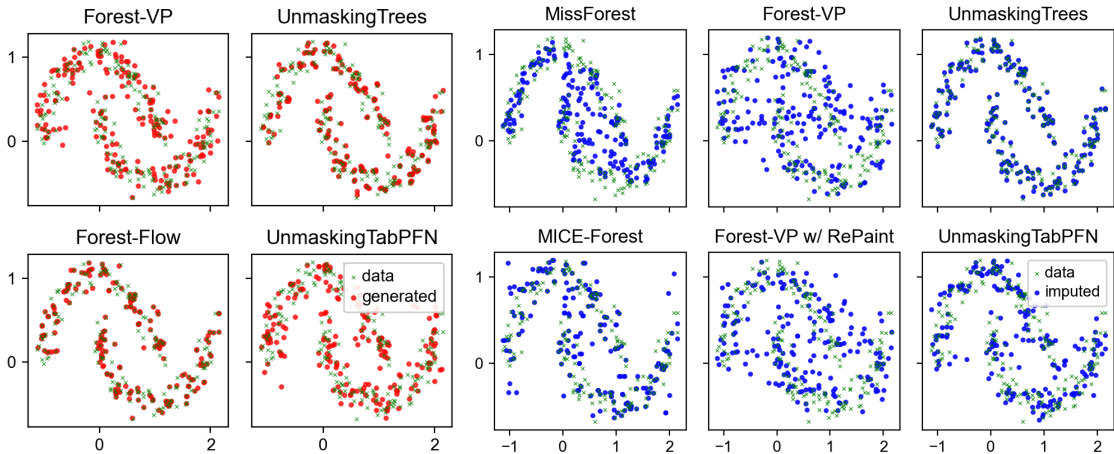 Forest-VP
UnmaskingTrees
MissForest
Forest-VP
UnmaskingTrees
1
0
1
0
Forest-Flow
UnmaskingTabPFN
MICE-Forest
Forest-VP w/ RePaint
UnmaskingTabPFN
data
generated
data
imputed
1
0
1
0
0
2
0
2
−1
0
1
2
−1
0
1
2
−1
0
1
2